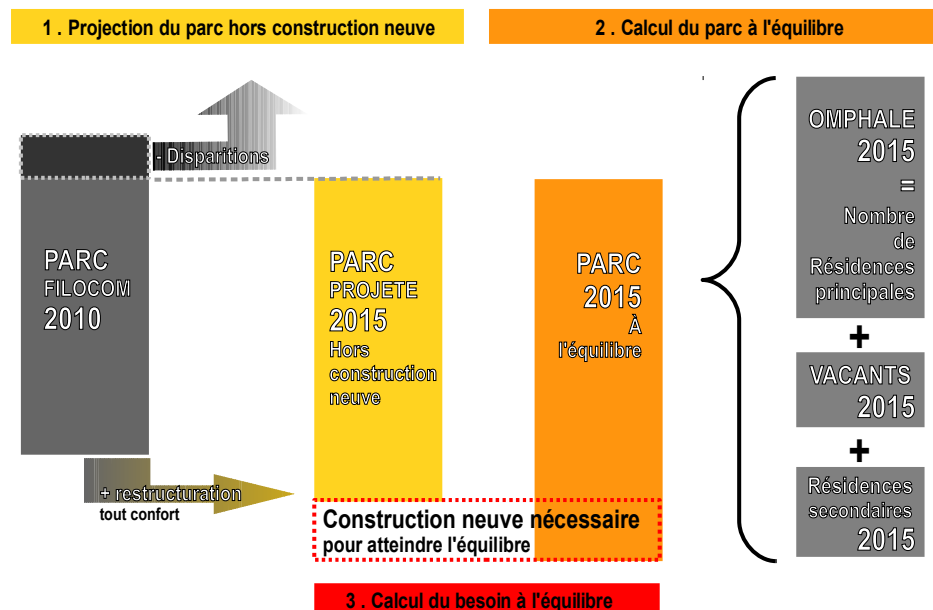 1 . Projection du parc hors construction neuve
2 . Calcul du parc à l'équilibre
- Disparitions
PARC
FILOCOM
2010
+ restructuration
tout confort
PARC
PROJETE
2015
Hors
construction
neuve
PARC
2015
À
l'équilibre
Construction neuve nécessaire
pour atteindre l'équilibre
3 . Calcul du besoin à l'équilibre
OMPHALE
2015
=
Nombre
de
Résidences
principales
+
VACANTS
2015
+
Résidences
secondaires
2015